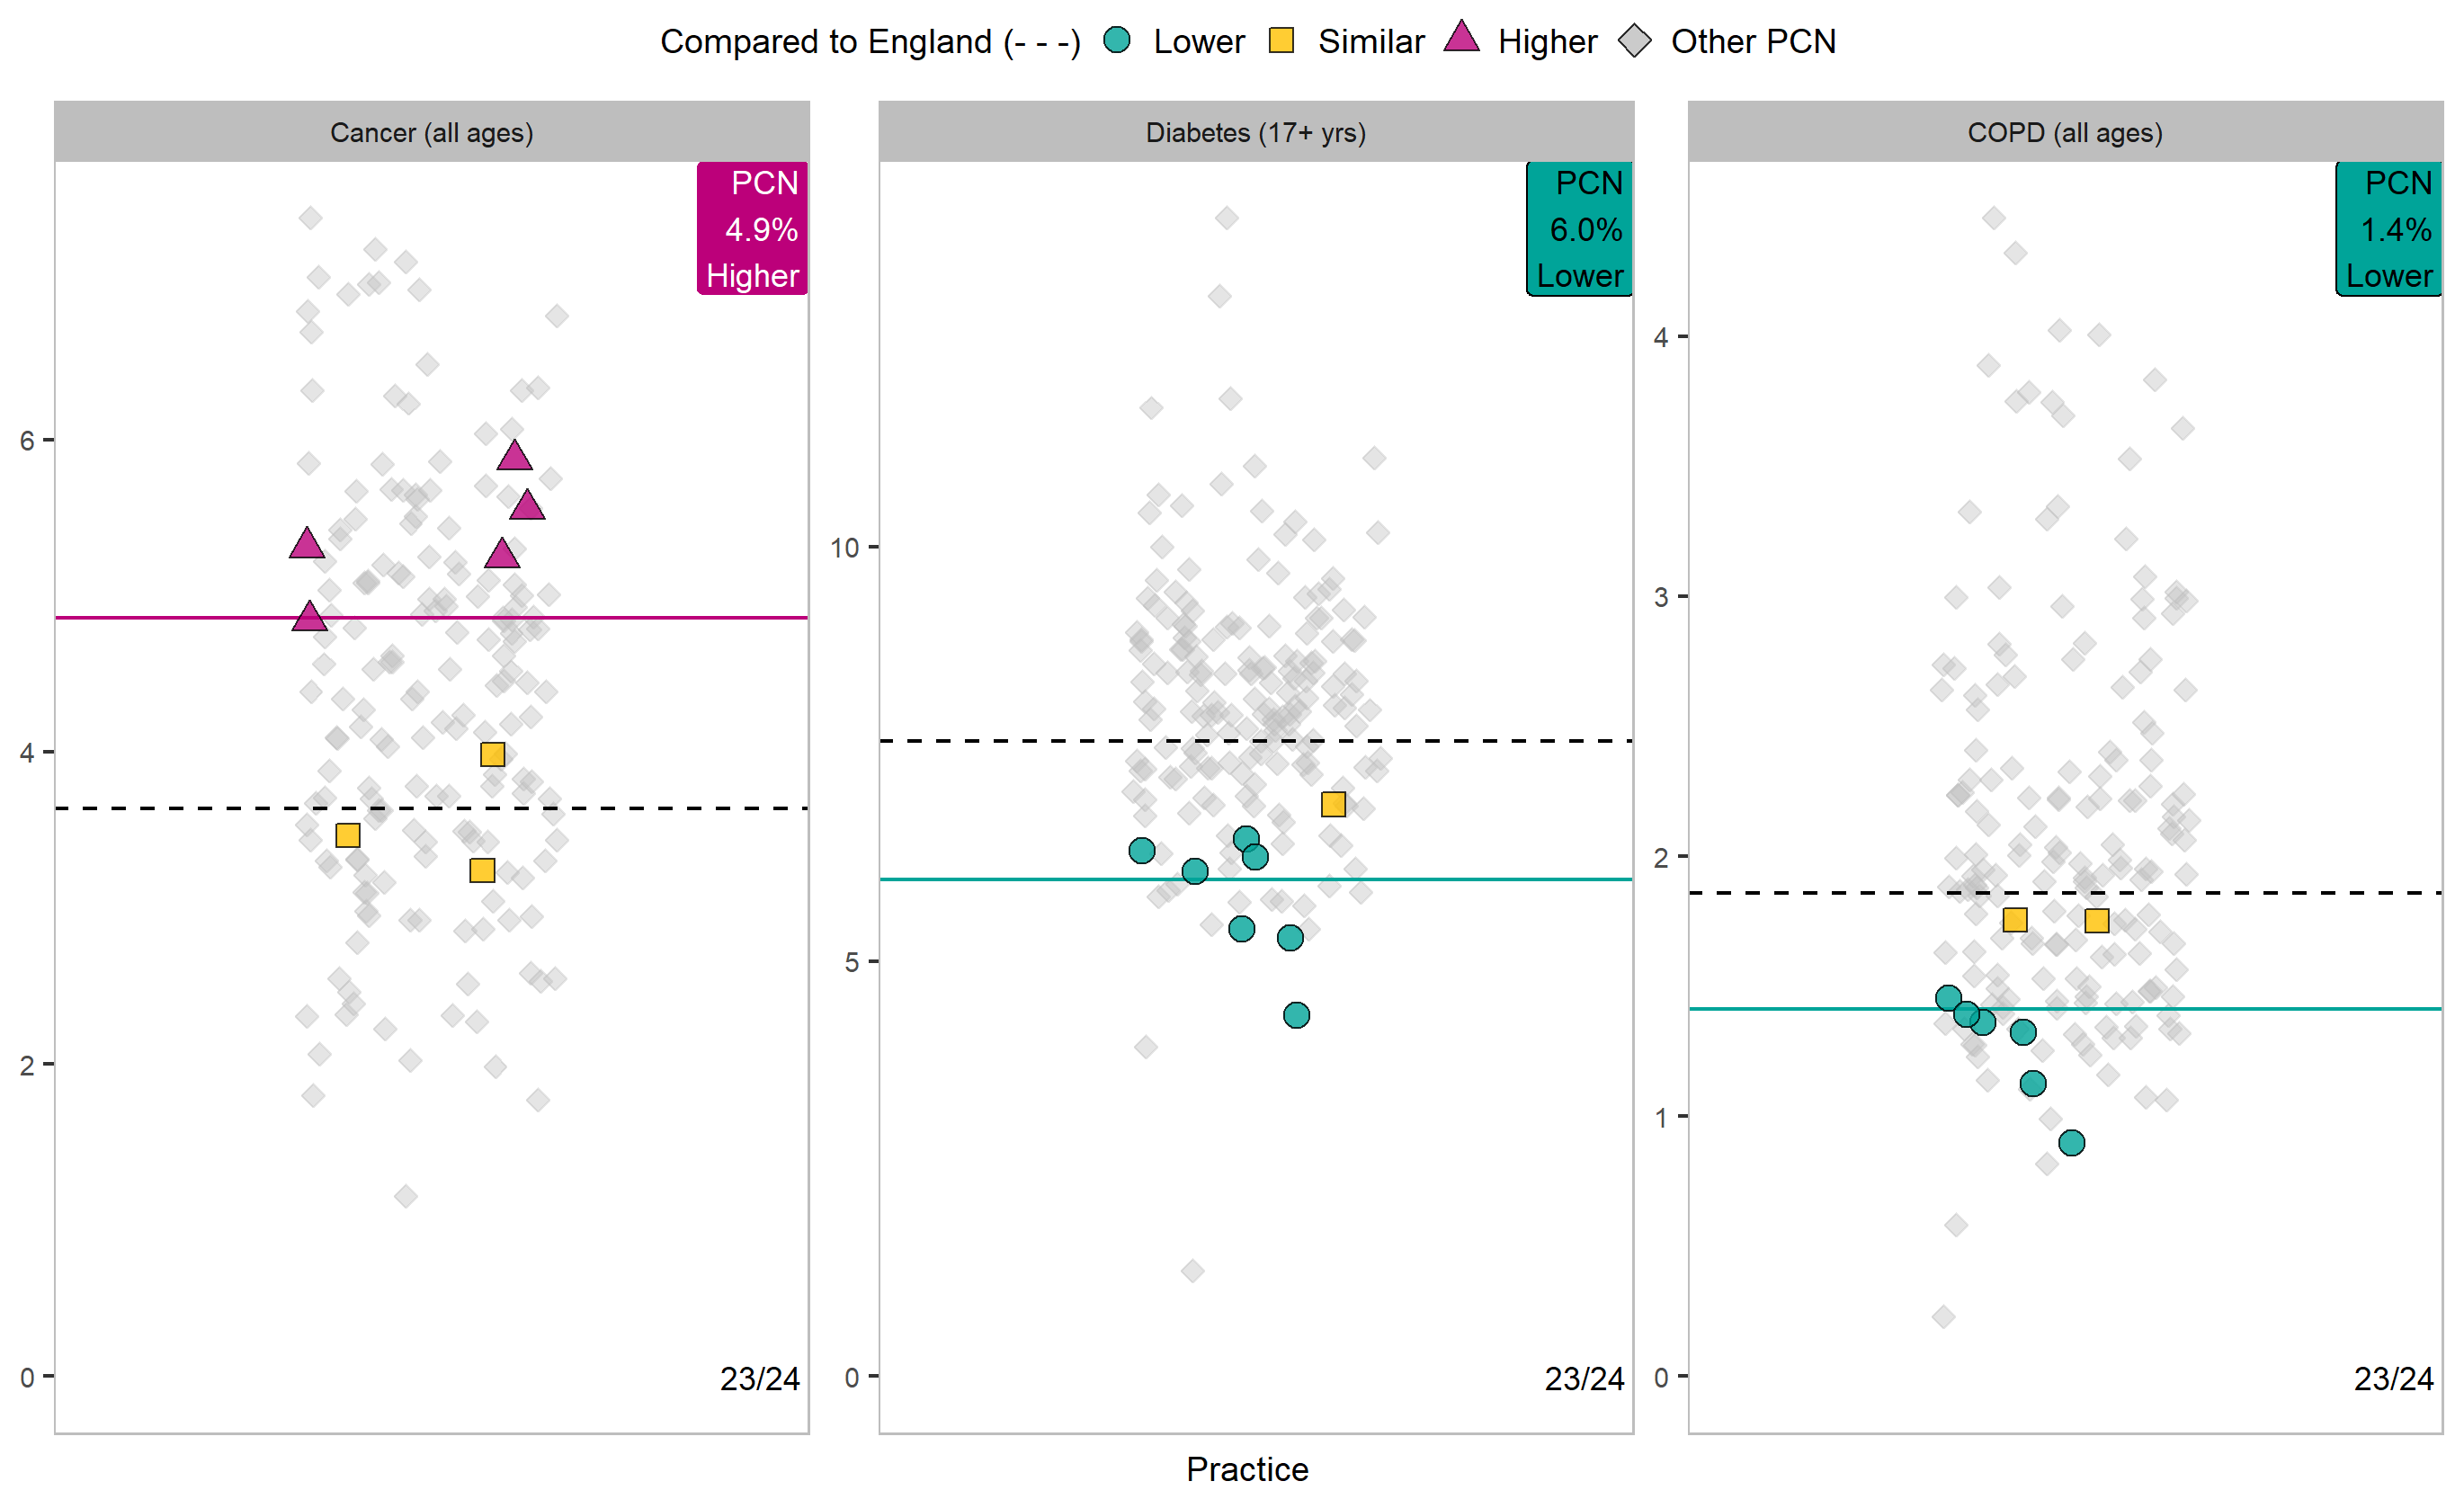 Compared to England (- - -) Lower Similar Higher Other PCN
Cancer (all ages)
PCN
4.9%
Higher
6
4
2
0
23/24
Diabetes (17+ yrs)
PCN
6.0%
Lower
10
5
0
23/24
COPD (all ages)
PCN
1.4%
Lower
4
3
2
1
0
23/24
Practice